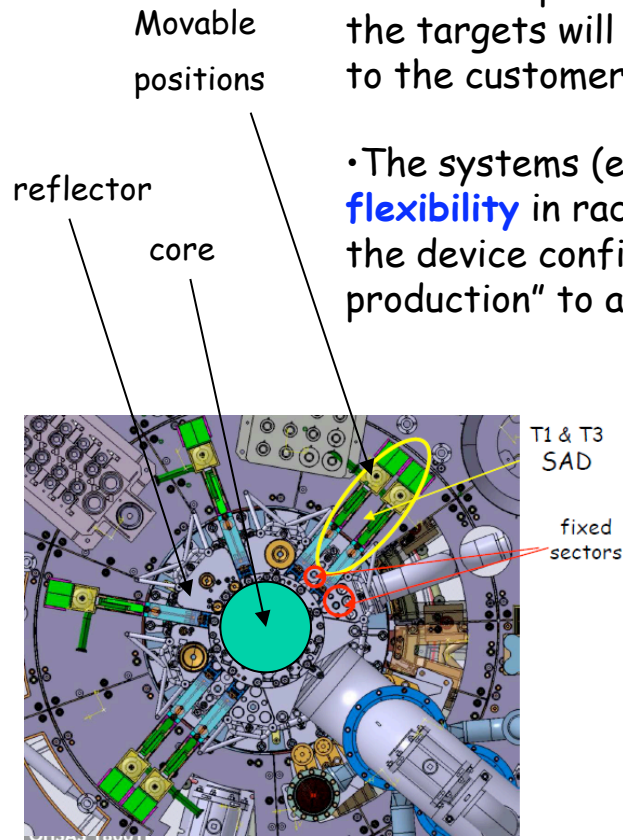 Movable
positions
the targets will
to the customer
•The systems (e
flexibility in rad
the device confi
production" to a
reflector
core
T1 & T3
SAD
fixed
sectors